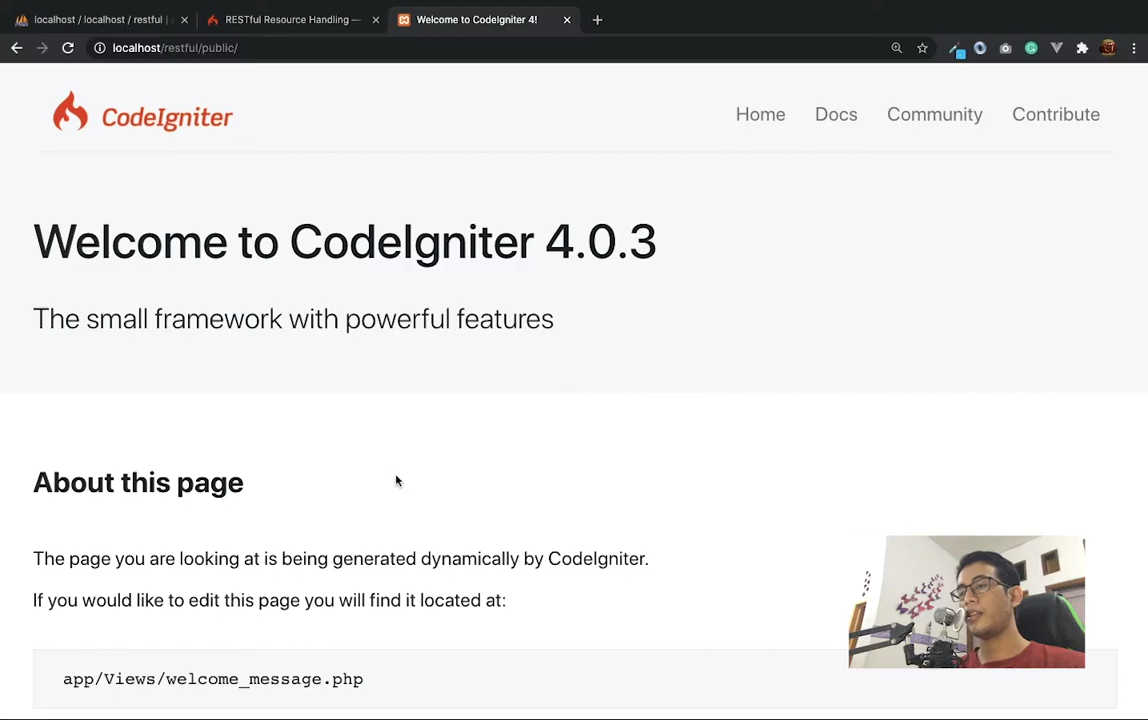 localhost / localhost / restful |
RESTful Resource Handling —
Welcome to CodeIgniter 4!
localhost/restful/public/
CodeIgniter
Home Docs Community Contribute
Welcome to CodeIgniter 4.0.3
The small framework with powerful features
About this page
The page you are looking at is being generated dynamically by CodeIgniter.
If you would like to edit this page you will find it located at:
app/Views/welcome_message.php